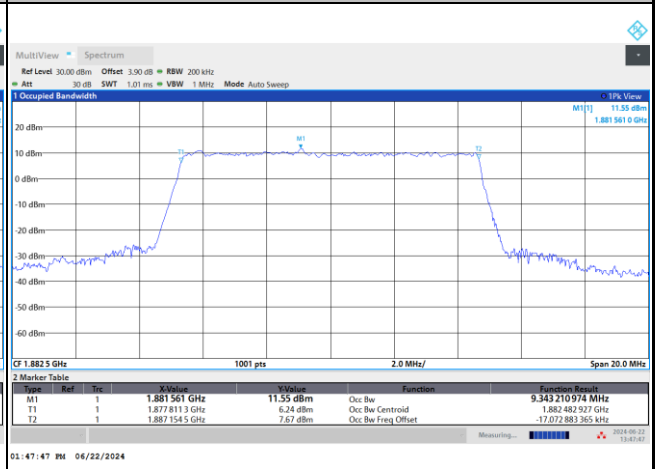 MultiView Spectrum
Ref Level 30.00 dBm Offset 3.90 dB RBW 200 kHz
Att 30 dB SWT 1.01 ms VBW 1 MHz Mode Auto Sweep
1 Occupied Bandwidth 1Pk View
M1[1] 11.55 dBm
1.881 561 0 GHz
20 dBm
M1
T1 T2
10 dBm
0 dBm
-10 dBm
-20 dBm
-30 dBm
-40 dBm
-50 dBm
-60 dBm
CF 1.882 5 GHz 1001 pts 2.0 MHz/ Span 20.0 MHz
2 Marker Table
Type Ref Trc X-Value Y-Value Function Function Result
M1 1 1.881 561 GHz 11.55 dBm Occ Bw 9.343 210 974 MHz
T1 1 1.877 811 3 GHz 6.24 dBm Occ Bw Centroid 1.882 482 927 GHz
T2 1 1.887 154 5 GHz 7.67 dBm Occ Bw Freq Offset -17.072 883 365 kHz
Measuring... 2024-06-22
13:47:47
01:47:47 PM 06/22/2024